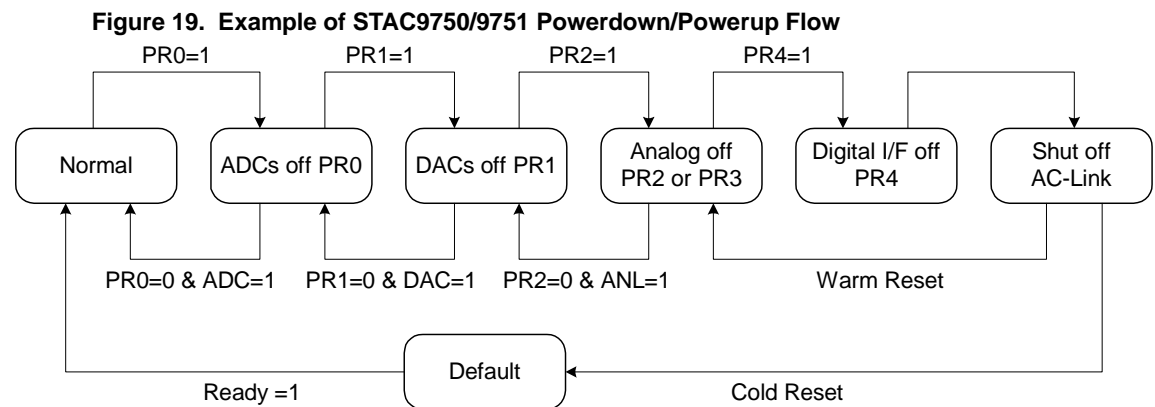 Figure 19. Example of STAC9750/9751 Powerdown/Powerup Flow
PR0=1
PR1=1
PR2=1
PR4=1
Normal
ADCs off PR0
DACs off PR1
Analog off
PR2 or PR3
Digital I/F off
PR4
Shut off
AC-Link
PR0=0 & ADC=1
PR1=0 & DAC=1
PR2=0 & ANL=1
Warm Reset
Default
Ready =1
Cold Reset